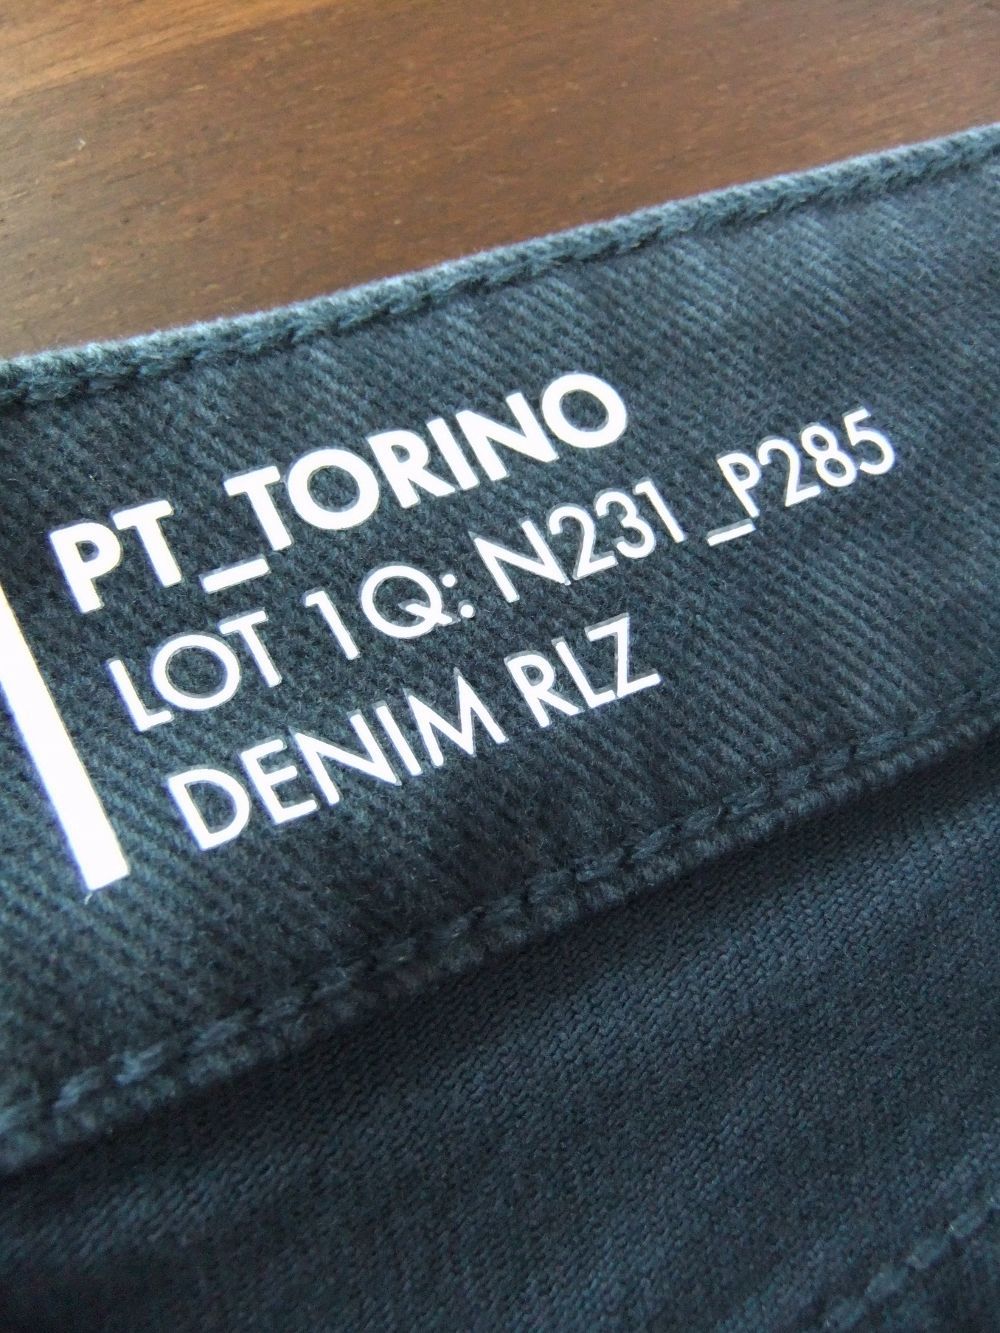 PT_TORINO
LOT 1Q: N231_P285
DENIM RLZ